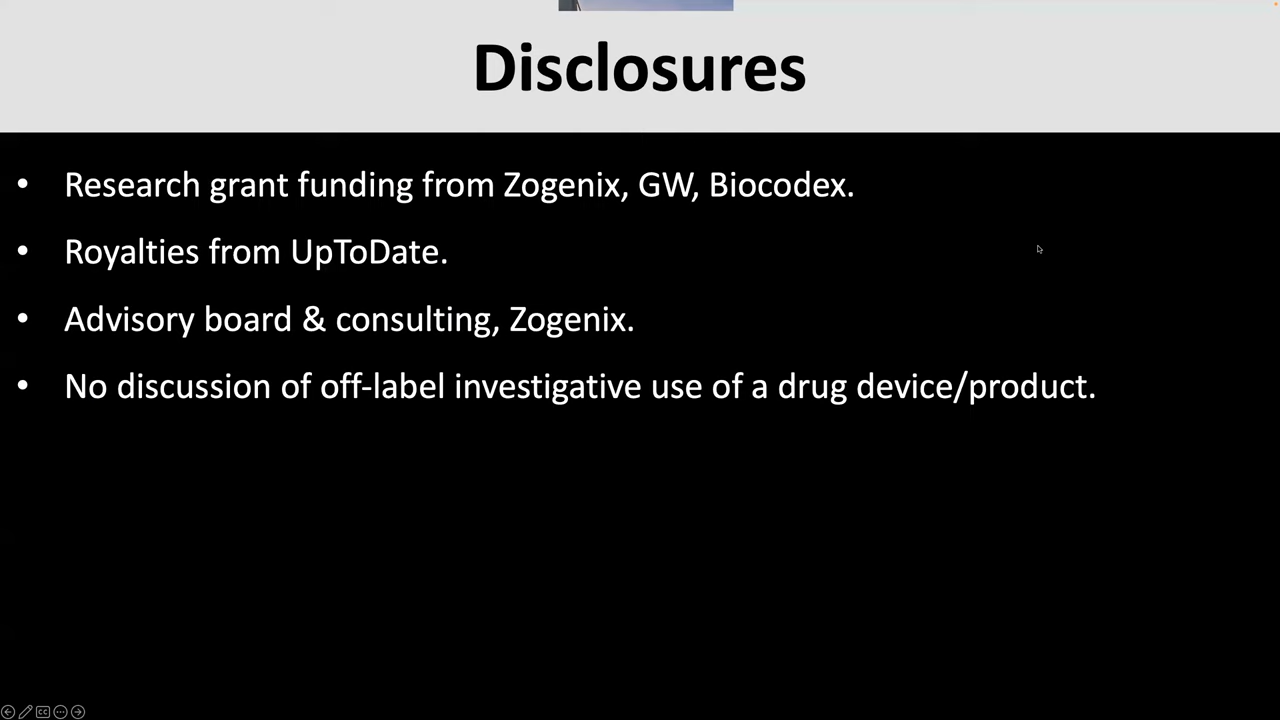 Disclosures
• Research grant funding from Zogenix, GW, Biocodex.
• Royalties from UpToDate.
• Advisory board & consulting, Zogenix.
• No discussion of off-label investigative use of a drug device/product.